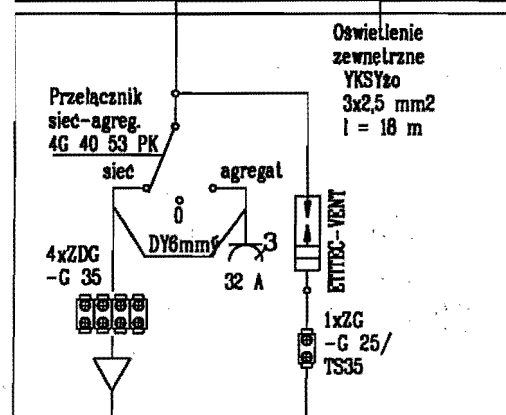 Oswietlenie
zewnetrzne
YKSYżo
3x2,5 mm2
l = 18 m
Przełącznik
sieć-agreg.
4G 40 53 PK
sieć
agregat
0
DY6mmý
3
32 A
4xZDG
-G 35
ETITEC-VENT
1xZG
-G 25/
TS35